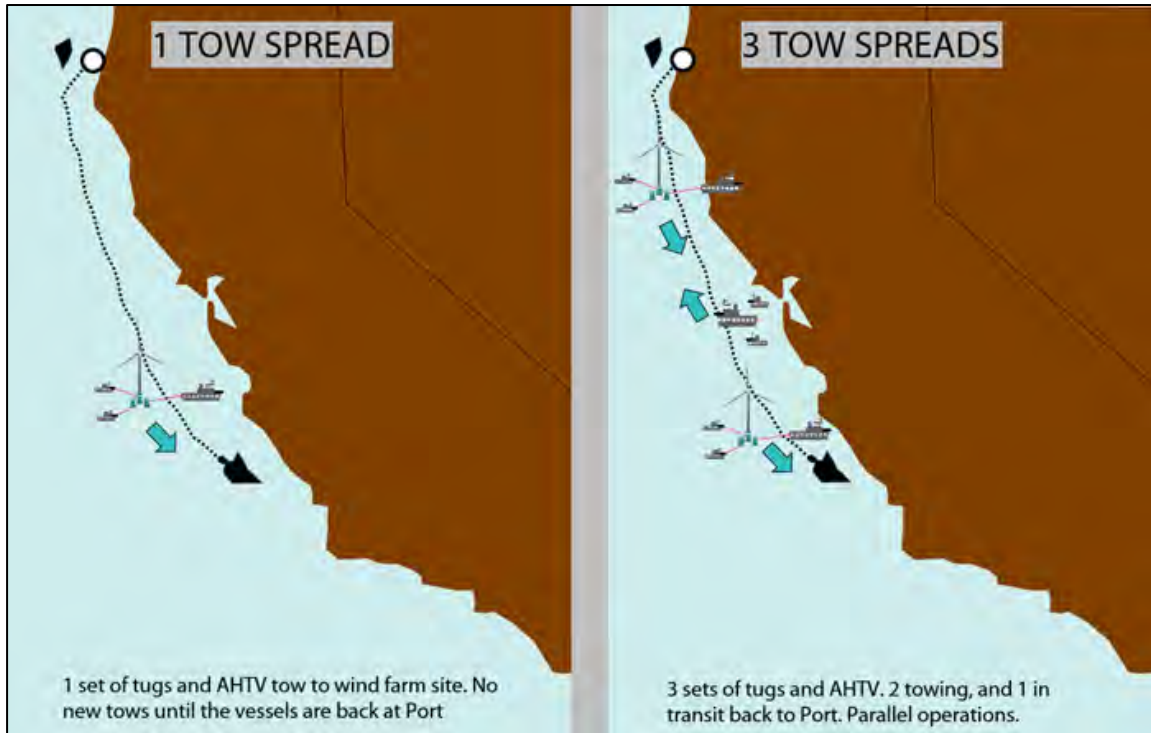 1 TOW SPREAD
1 set of tugs and AHTV tow to wind farm site. No
new tows until the vessels are back at Port
3 TOW SPREADS
3 sets of tugs and AHTV. 2 towing, and 1 in
transit back to Port. Parallel operations.